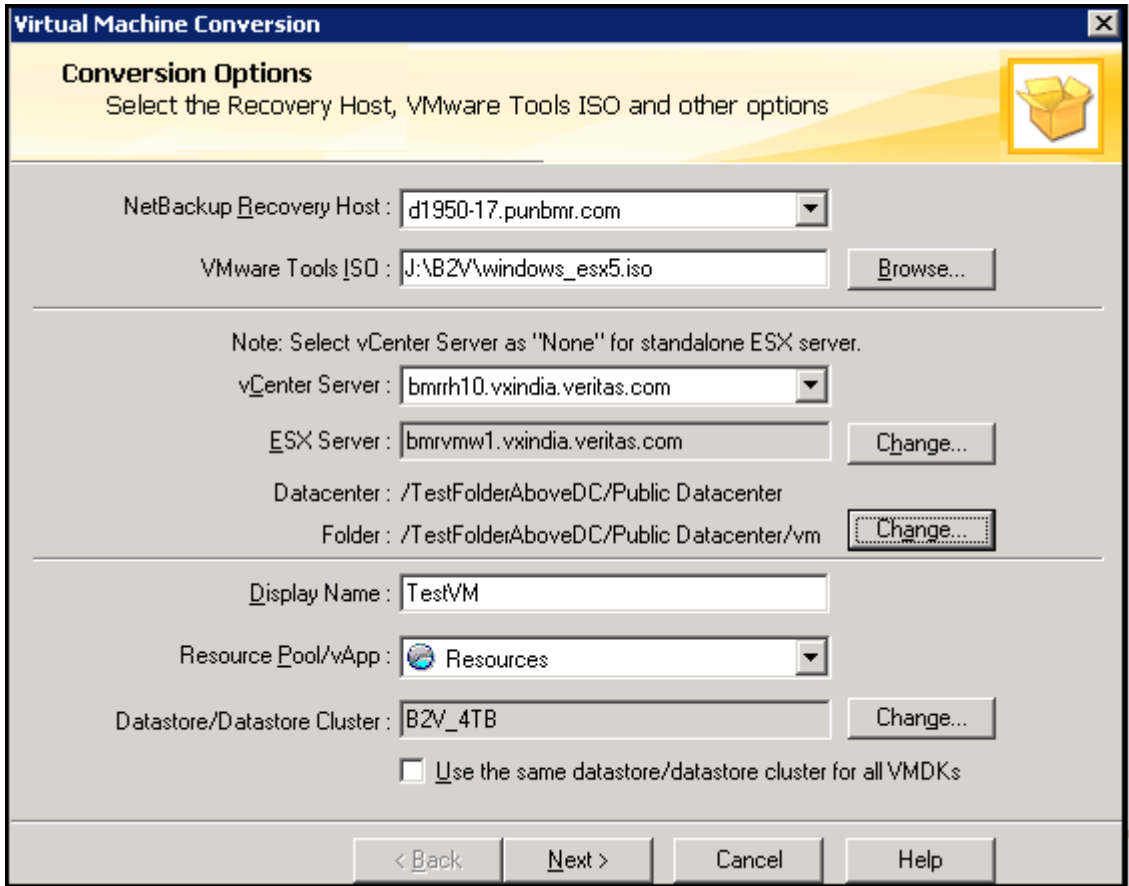 Virtual Machine Conversion
Conversion Options
Select the Recovery Host, VMware Tools ISO and other options
NetBackup Recovery Host : d1950-17.punbmr.com
VMware Tools ISO : J:\B2V\windows_esx5.iso Browse...
Note: Select vCenter Server as "None" for standalone ESX server.
vCenter Server : bmrrh10.vxindia.veritas.com
ESX Server : bmrvmw1.vxindia.veritas.com Change...
Datacenter : /TestFolderAboveDC/Public Datacenter
Folder : /TestFolderAboveDC/Public Datacenter/vm Change...
Display Name : TestVM
Resource Pool/vApp : Resources
Datastore/Datastore Cluster : B2V_4TB Change...
Use the same datastore/datastore cluster for all VMDKs
< Back Next > Cancel Help